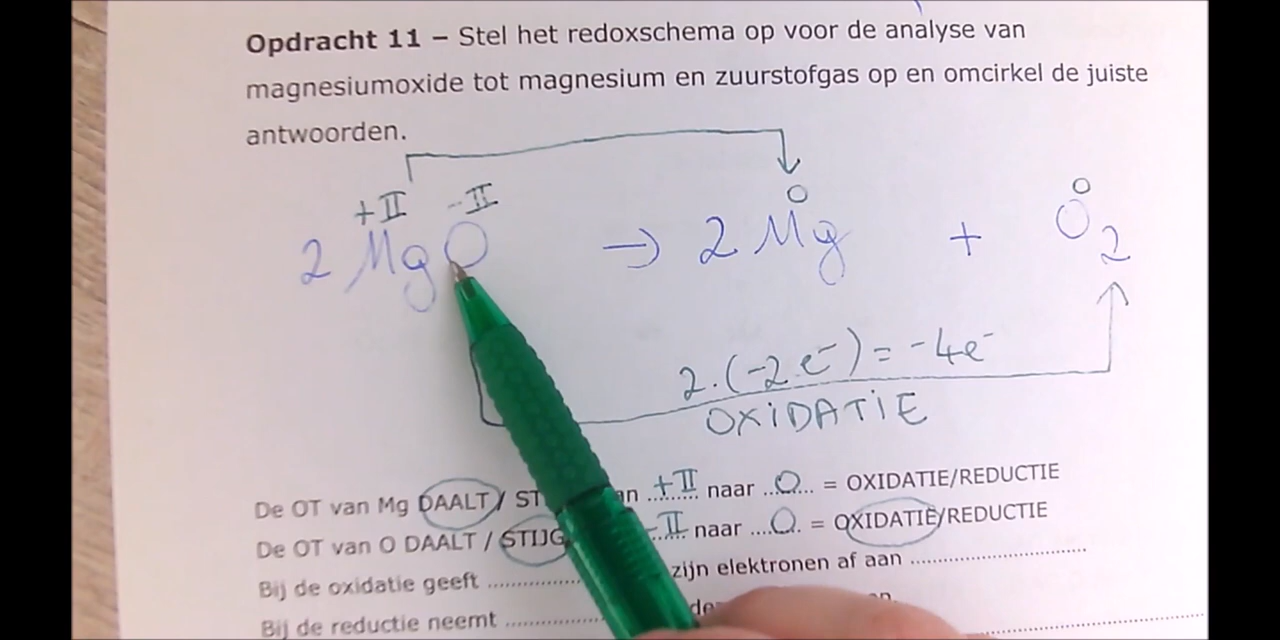 Opdracht 11 – Stel het redoxschema op voor de analyse van
magnesiumoxide tot magnesium en zuurstofgas op en omcirkel de juiste
antwoorden.
+II -II 0 0
2 MgO → 2 Mg + O2
2.(-2e⁻) = -4e⁻
OXIDATIE
De OT van Mg DAALT / +II naar ..0.. = OXIDATIE/REDUCTIE
De OT van O DAALT / -II naar ..0.. = OXIDATIE/REDUCTIE
Bij de oxidatie geeft ............ zijn elektronen af aan ............
Bij de reductie neemt ............